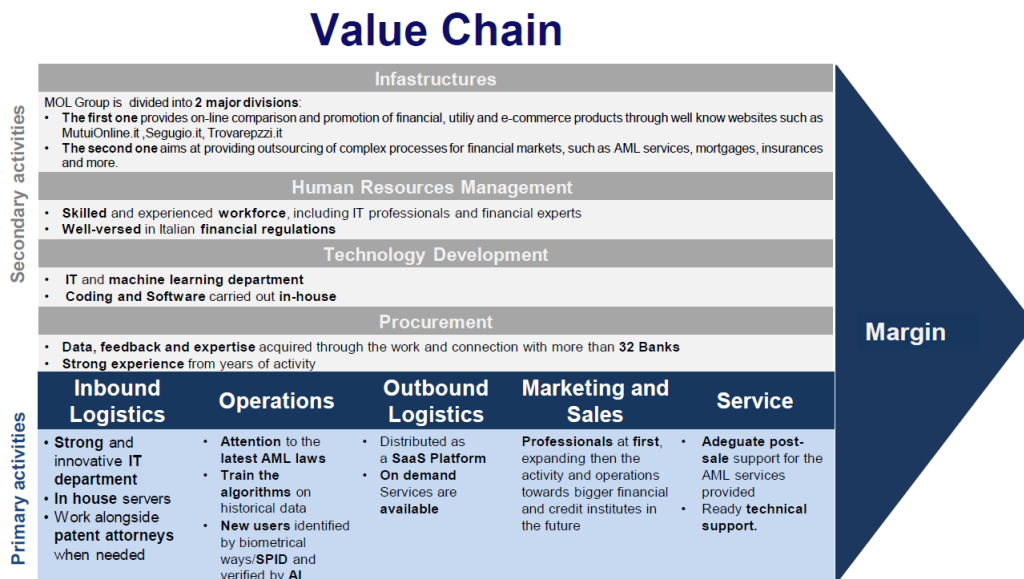 Value Chain
Secondary activities
Infastructures
MOL Group is divided into 2 major divisions:
• The first one provides on-line comparison and promotion of financial, utiliy and e-commerce products through well know websites such as
MutuiOnline.it ,Segugio.it, Trovarepzzi.it
• The second one aims at providing outsourcing of complex processes for financial markets, such as AML services, mortgages, insurances
and more.
Human Resources Management
• Skilled and experienced workforce, including IT professionals and financial experts
• Well-versed in Italian financial regulations
Technology Development
• IT and machine learning department
• Coding and Software carried out in-house
Procurement
• Data, feedback and expertise acquired through the work and connection with more than 32 Banks
• Strong experience from years of activity
Margin
Primary activities
Inbound
Logistics
• Strong and
innovative IT
department
• In house servers
• Work alongside
patent attorneys
when needed
Operations
• Attention to the
latest AML laws
• Train the
algorithms on
historical data
• New users identified
by biometrical
ways/SPID and
verified by AI
Outbound
Logistics
• Distributed as
a SaaS Platform
• On demand
Services are
available
Marketing and
Sales
Professionals at first,
expanding then the
activity and operations
towards bigger financial
and credit institutes in
the future
Service
• Adeguate post-
sale support for the
AML services
provided
• Ready technical
support.